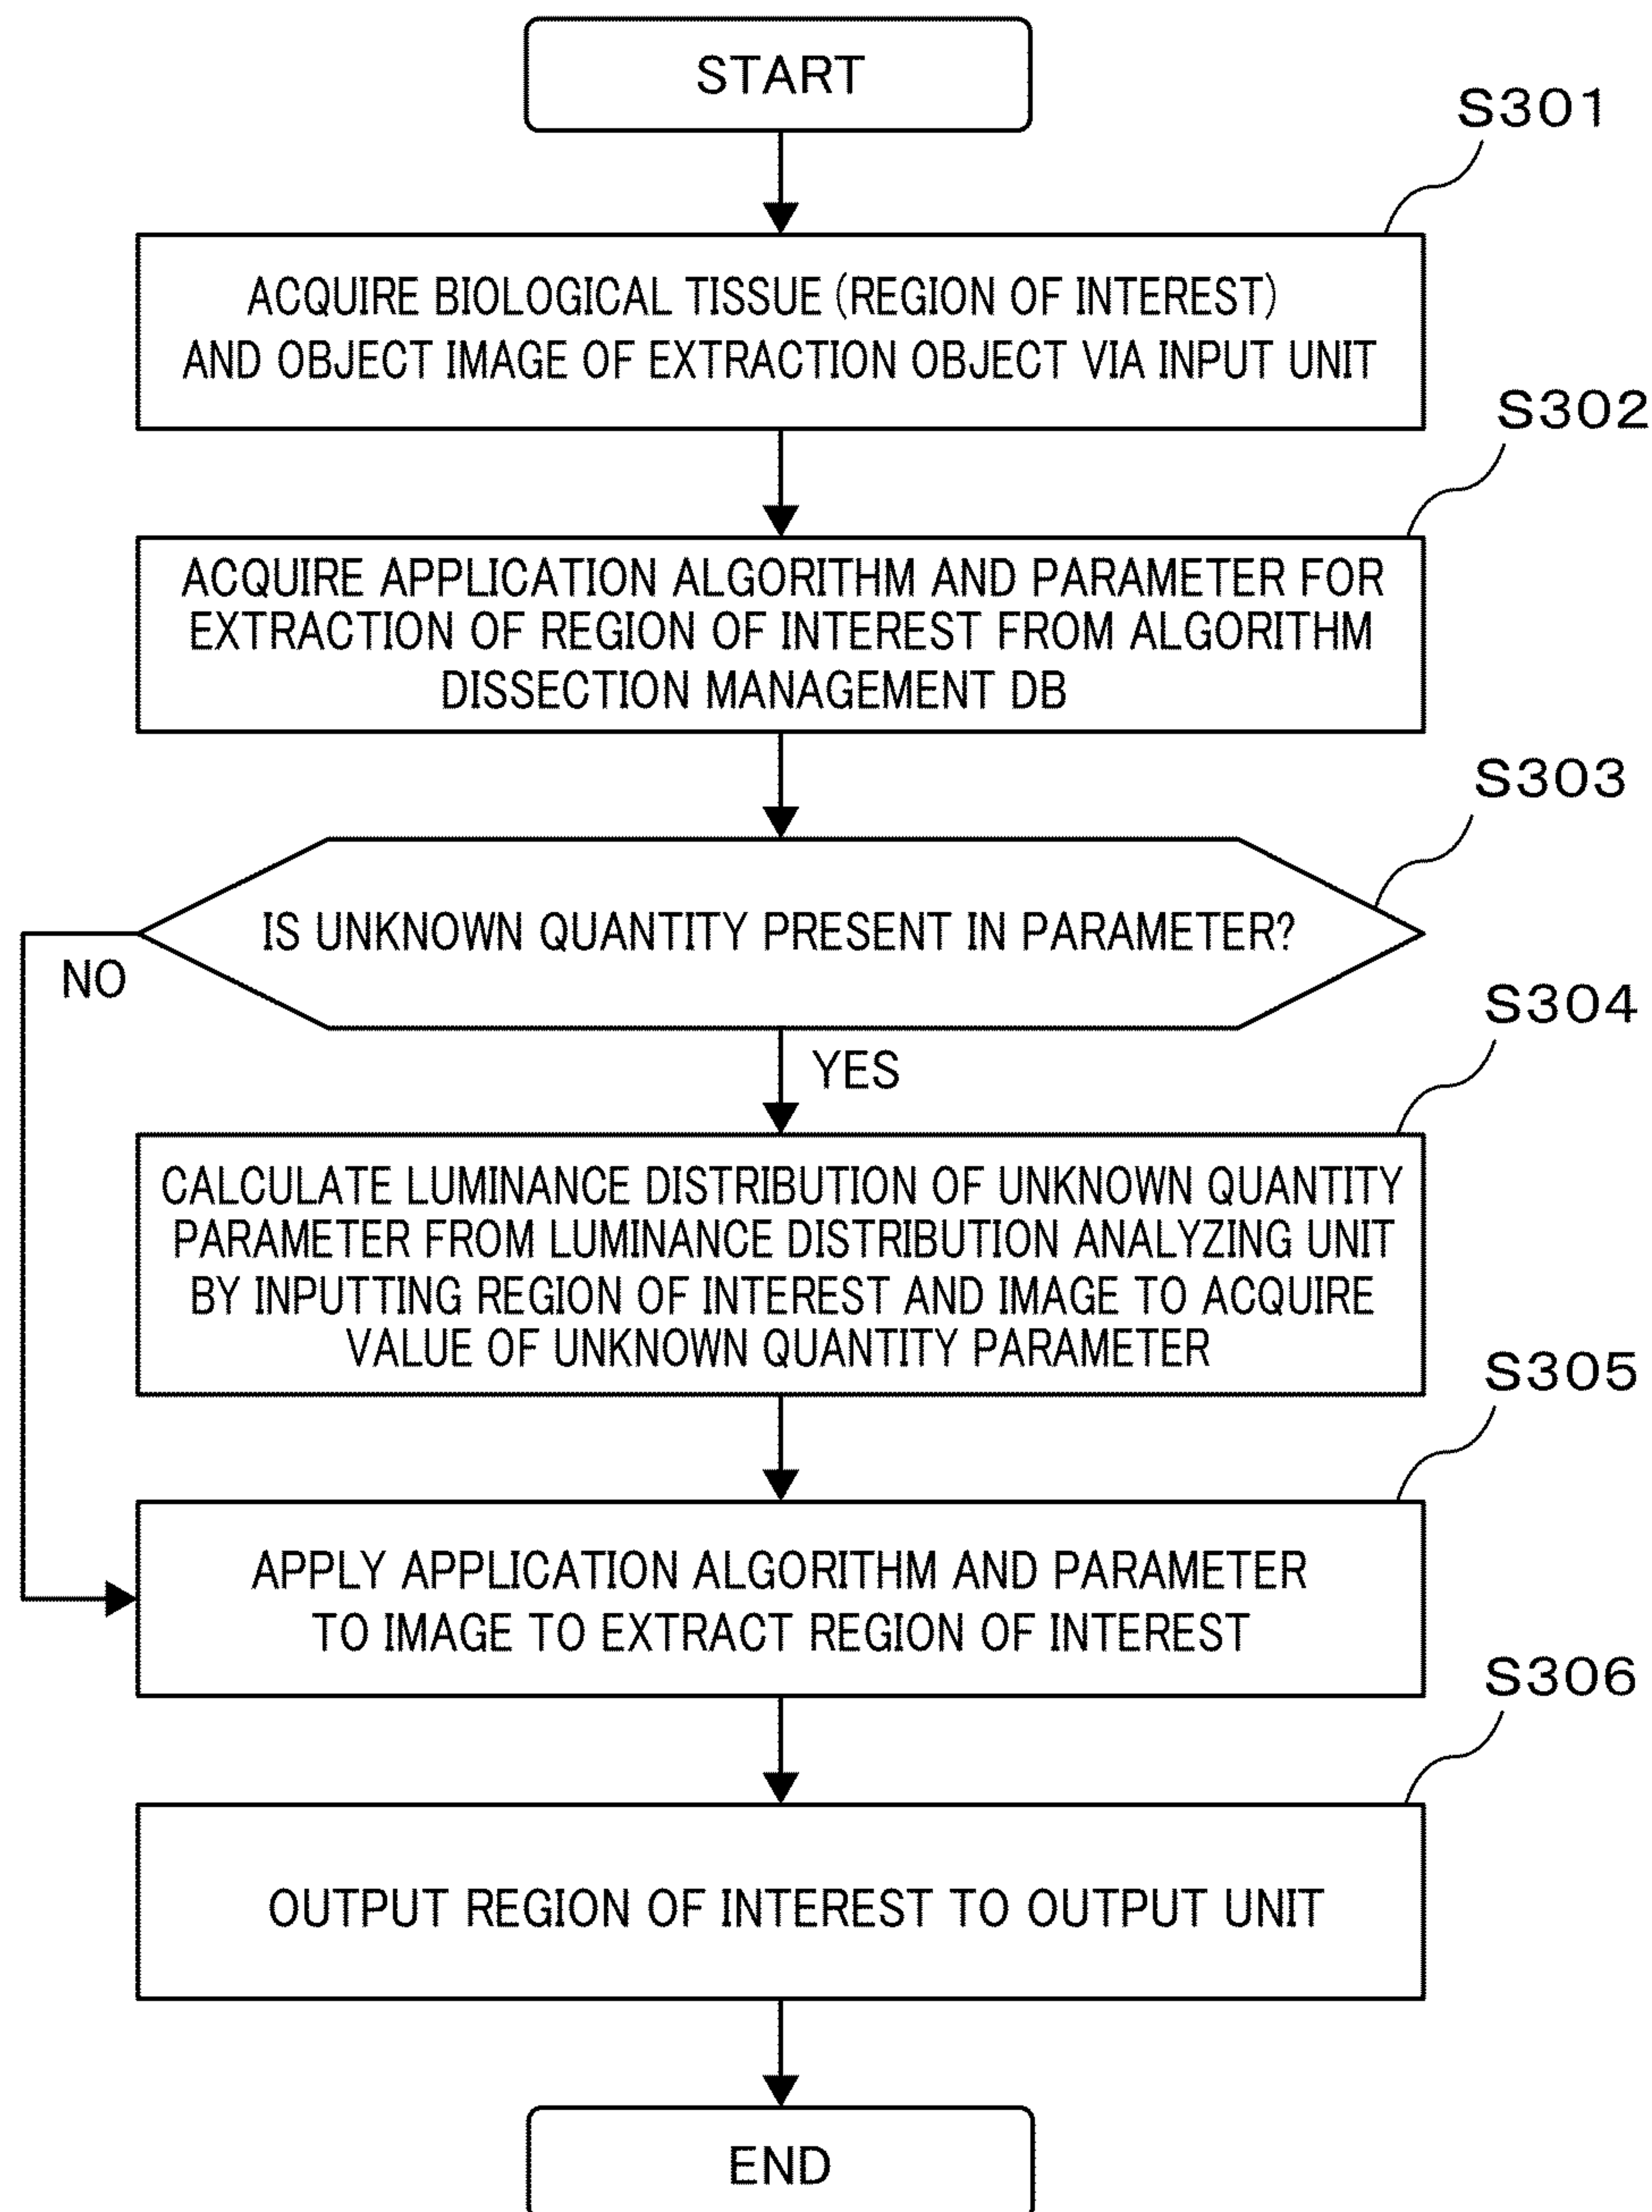 START
S301
ACQUIRE BIOLOGICAL TISSUE (REGION OF INTEREST)
AND OBJECT IMAGE OF EXTRACTION OBJECT VIA INPUT UNIT
S302
ACQUIRE APPLICATION ALGORITHM AND PARAMETER FOR
EXTRACTION OF REGION OF INTEREST FROM ALGORITHM
DISSECTION MANAGEMENT DB
S303
IS UNKNOWN QUANTITY PRESENT IN PARAMETER?
NO
YES
S304
CALCULATE LUMINANCE DISTRIBUTION OF UNKNOWN QUANTITY
PARAMETER FROM LUMINANCE DISTRIBUTION ANALYZING UNIT
BY INPUTTING REGION OF INTEREST AND IMAGE TO ACQUIRE
VALUE OF UNKNOWN QUANTITY PARAMETER
S305
APPLY APPLICATION ALGORITHM AND PARAMETER
TO IMAGE TO EXTRACT REGION OF INTEREST
S306
OUTPUT REGION OF INTEREST TO OUTPUT UNIT
END